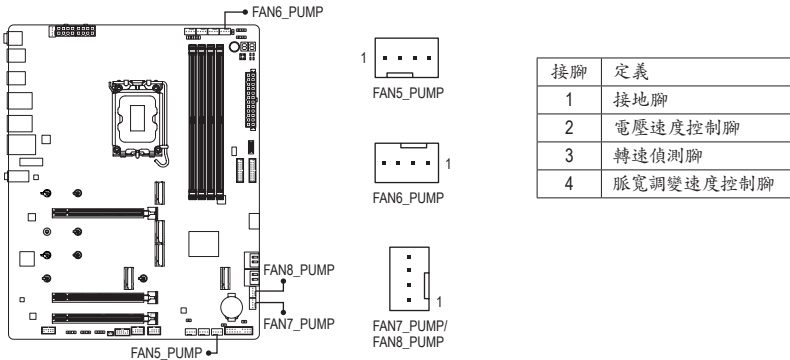 FAN6_PUMP
FAN8_PUMP
FAN7_PUMP
FAN5_PUMP
1
FAN5_PUMP
1
FAN6_PUMP
1
FAN7_PUMP/
FAN8_PUMP
接腳 定義
1 接地腳
2 電壓速度控制腳
3 轉速偵測腳
4 脈寬調變速度控制腳